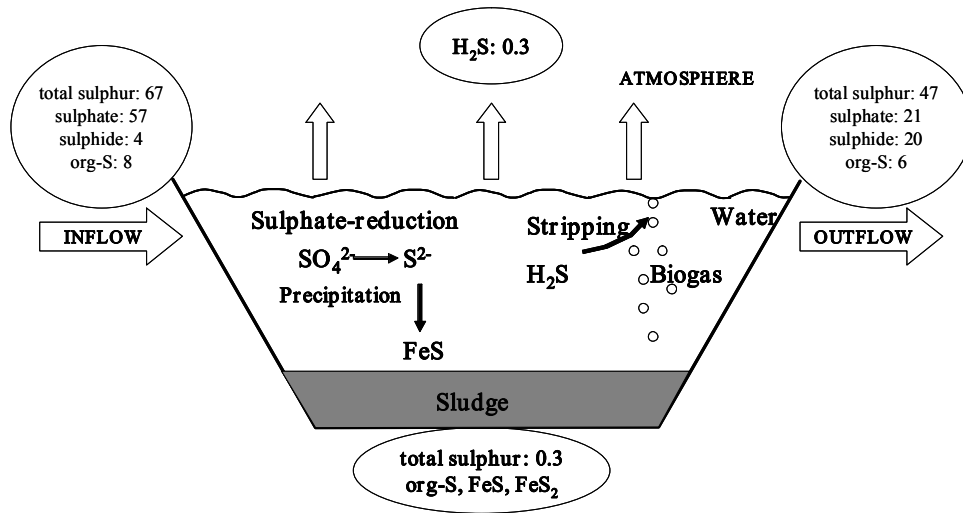 H₂S: 0.3
ATMOSPHERE
total sulphur: 67
sulphate: 57
sulphide: 4
org-S: 8
total sulphur: 47
sulphate: 21
sulphide: 20
org-S: 6
INFLOW
Sulphate-reduction
SO₄²⁻ S²⁻
Precipitation
FeS
Stripping
H₂S
Biogas
Water
OUTFLOW
Sludge
total sulphur: 0.3
org-S, FeS, FeS₂